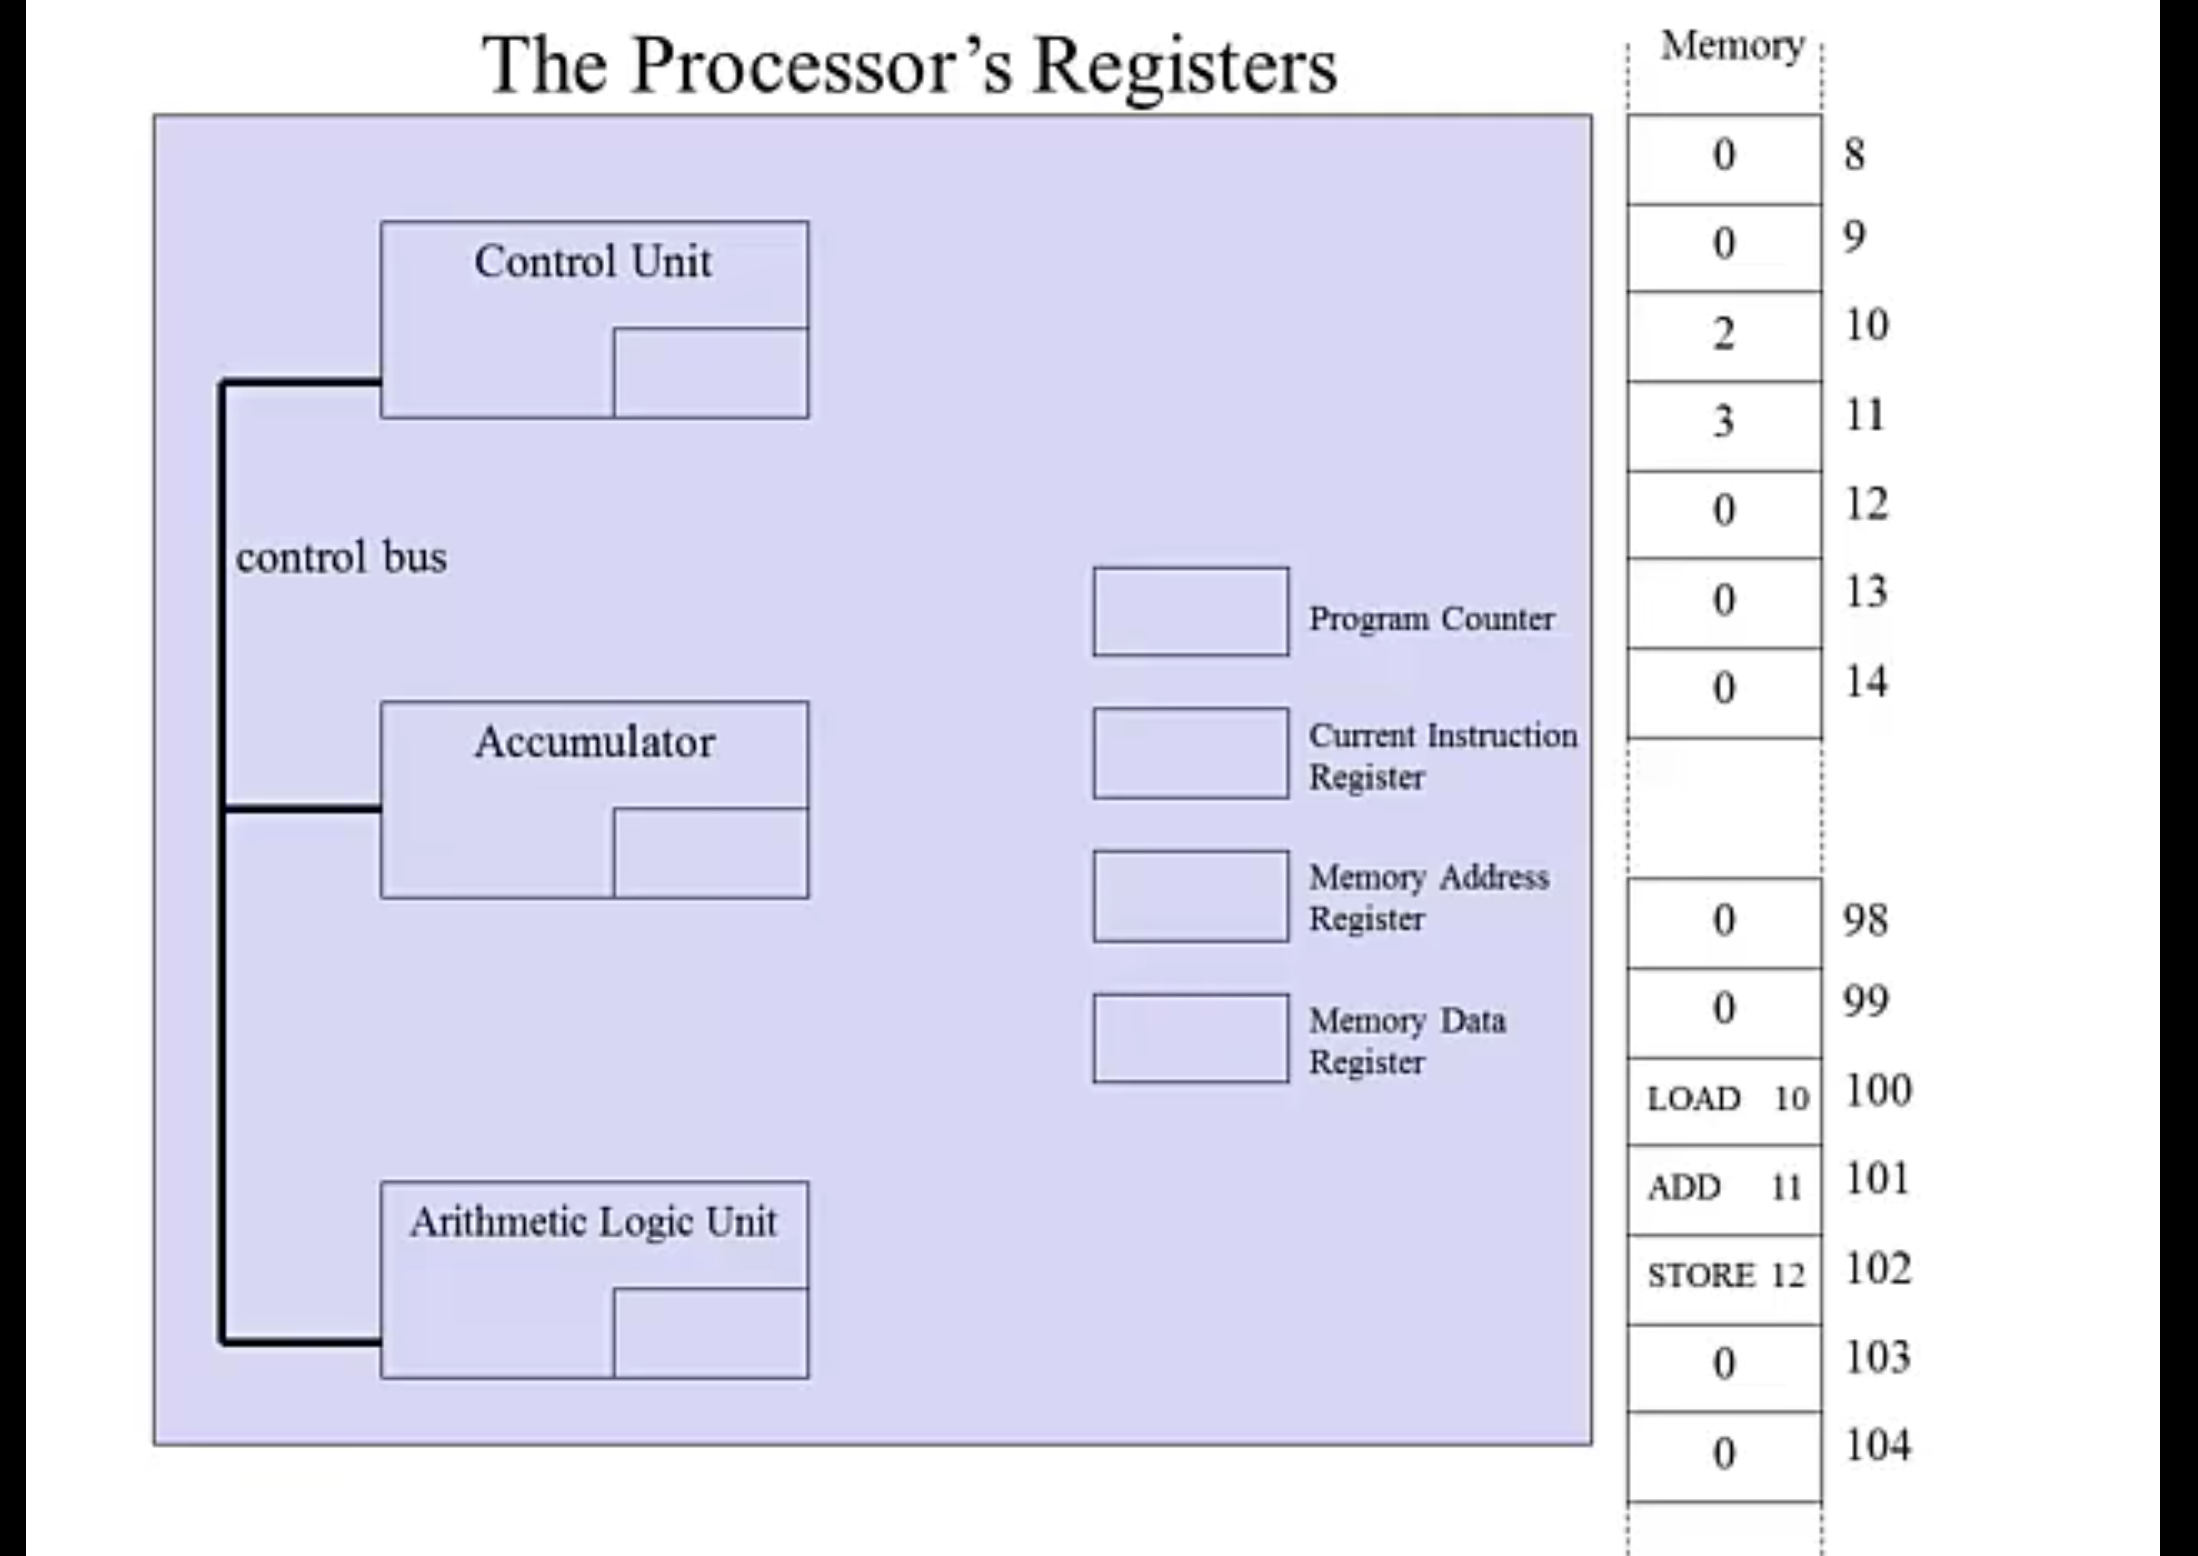 The Processor’s Registers
Control Unit
control bus
Accumulator
Arithmetic Logic Unit
Program Counter
Current Instruction
Register
Memory Address
Register
Memory Data
Register
Memory
0 8
0 9
2 10
3 11
0 12
0 13
0 14
0 98
0 99
LOAD 10 100
ADD 11 101
STORE 12 102
0 103
0 104